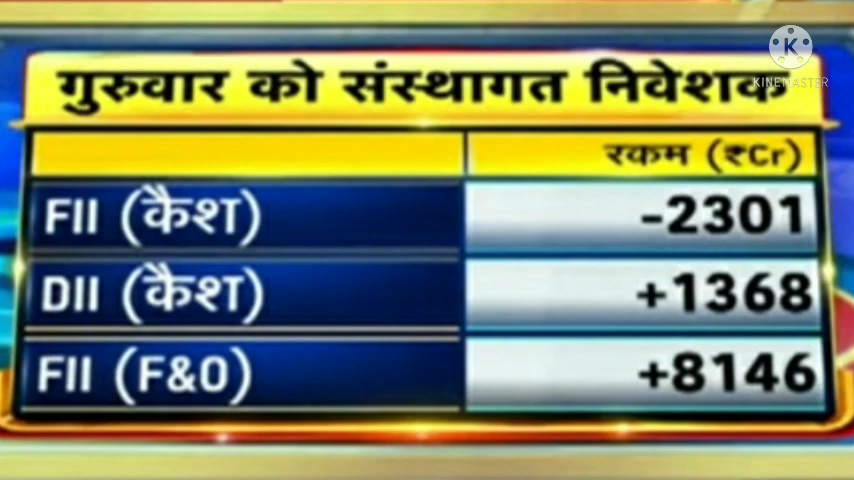 गुरुवार को संस्थागत निवेशक
K
KINEMASTER
रकम (₹Cr)
FII (कैश) -2301
DII (कैश) +1368
FII (F&O) +8146